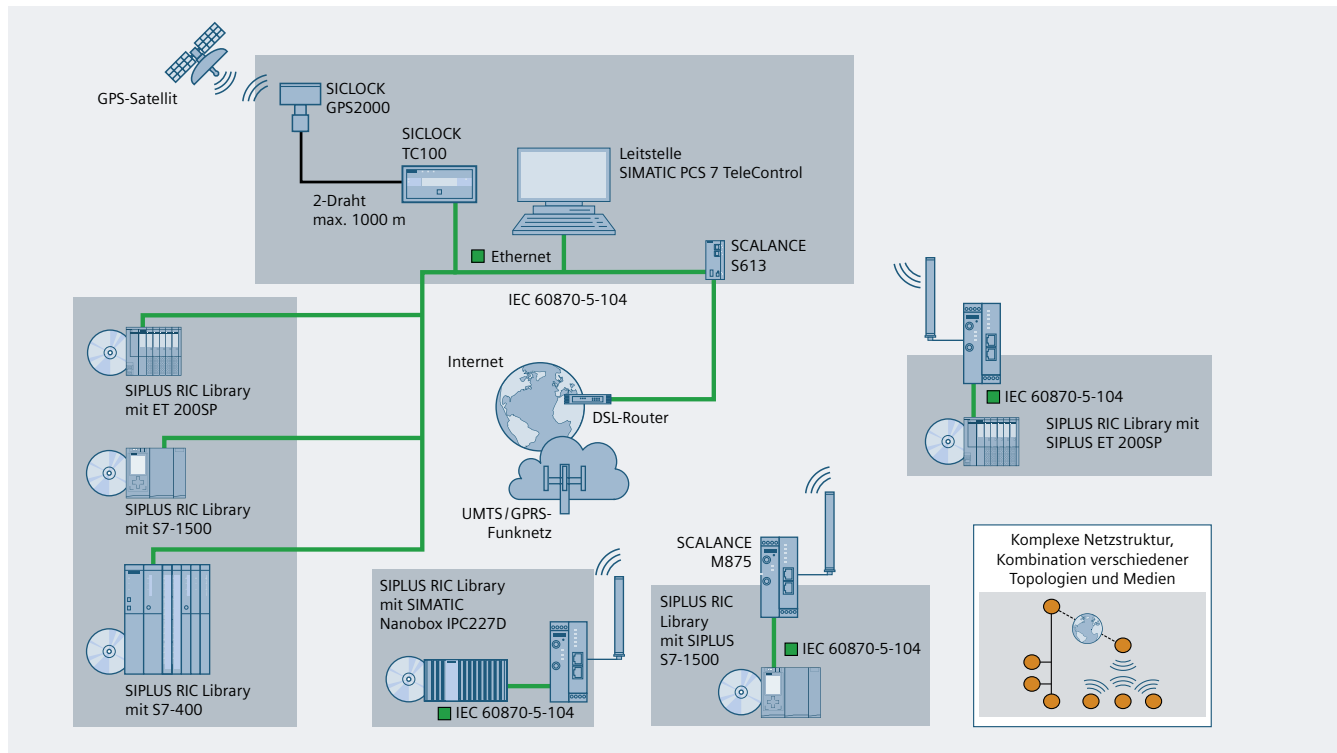 GPS-Satellit
SICLOCK
GPS2000
SICLOCK
TC100
2-Draht
max. 1000 m
Leitstelle
SIMATIC PCS 7 TeleControl
Ethernet
SCALANCE
S613
IEC 60870-5-104
SIPLUS RIC Library
mit ET 200SP
SIPLUS RIC Library
mit S7-1500
SIPLUS RIC Library
mit S7-400
Internet
DSL-Router
UMTS/GPRS-
Funknetz
IEC 60870-5-104
SIPLUS RIC Library mit
SIPLUS ET 200SP
SIPLUS RIC Library
mit SIMATIC
Nanobox IPC227D
IEC 60870-5-104
SCALANCE
M875
SIPLUS RIC
Library
mit SIPLUS
S7-1500
IEC 60870-5-104
Komplexe Netzstruktur,
Kombination verschiedener
Topologien und Medien